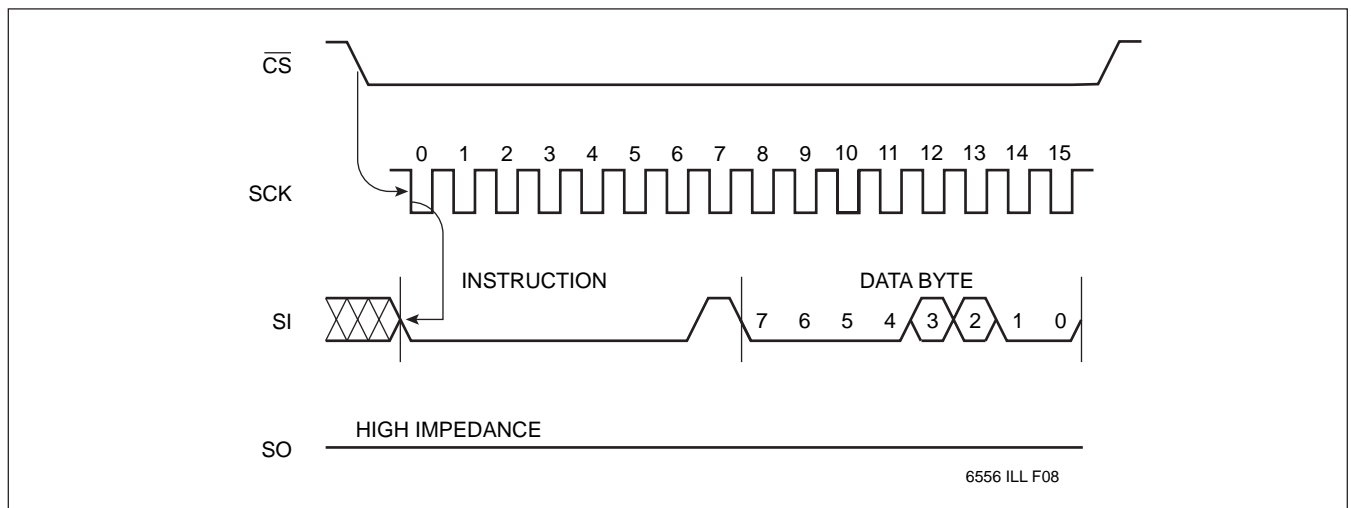 CS
0 1 2 3 4 5 6 7 8 9 10 11 12 13 14 15
SCK
INSTRUCTION DATA BYTE
SI 7 6 5 4 3 2 1 0
HIGH IMPEDANCE
SO
6556 ILL F08